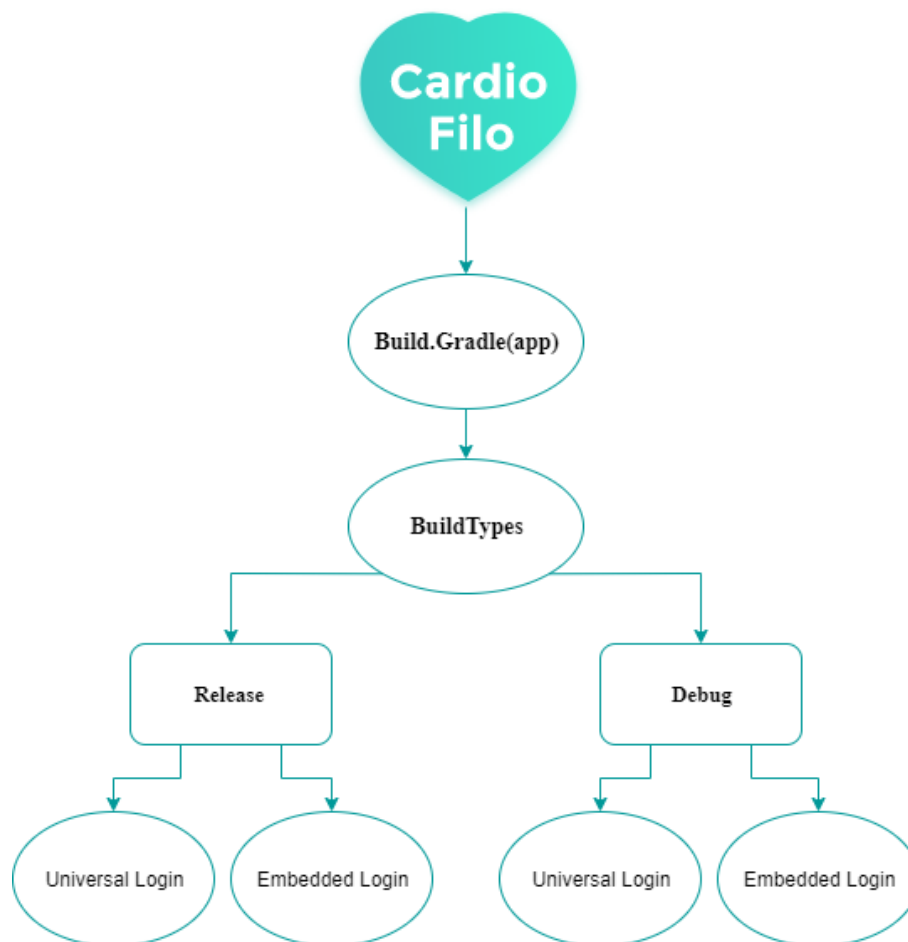 Cardio
Filo
Build.Gradle(app)
BuildTypes
Release
Debug
Universal Login
Embedded Login
Universal Login
Embedded Login